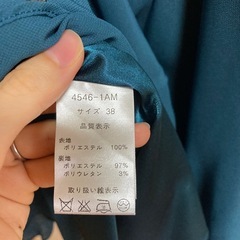 4546-1AM
サイズ: 38
品質表示
表地
ポリエステル 100%
裏地
ポリエステル 97%
ポリウレタン 3%
取り扱い絵表示